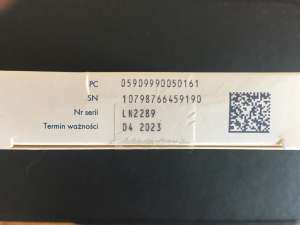 PC 05909990050161
SN 10798766459190
Nr serii LN2289
Termin ważności 04 2023